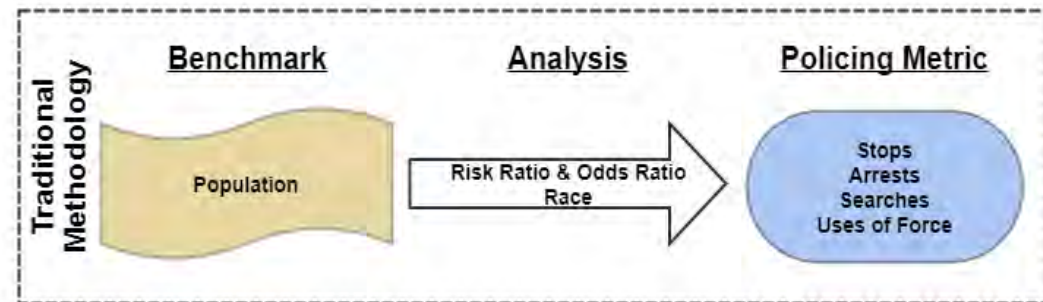 Traditional
Methodology
Benchmark
Analysis
Policing Metric
Population
Risk Ratio & Odds Ratio
Race
Stops
Arrests
Searches
Uses of Force